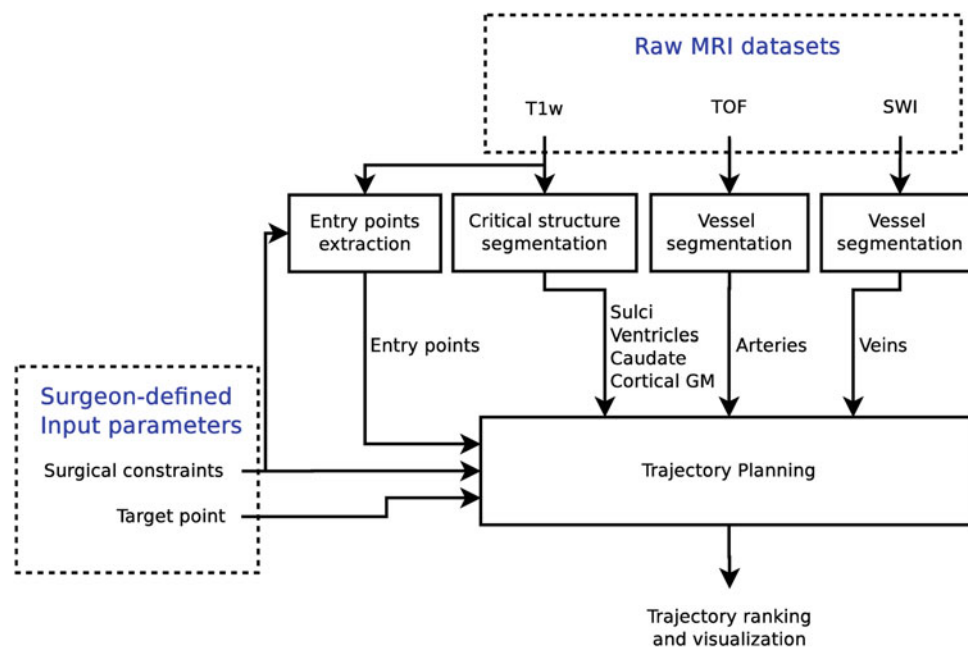 Raw MRI datasets
T1w
TOF
SWI
Entry points
extraction
Critical structure
segmentation
Vessel
segmentation
Vessel
segmentation
Entry points
Sulci
Ventricles
Caudate
Cortical GM
Arteries
Veins
Surgeon-defined
Input parameters
Surgical constraints
Target point
Trajectory Planning
Trajectory ranking
and visualization